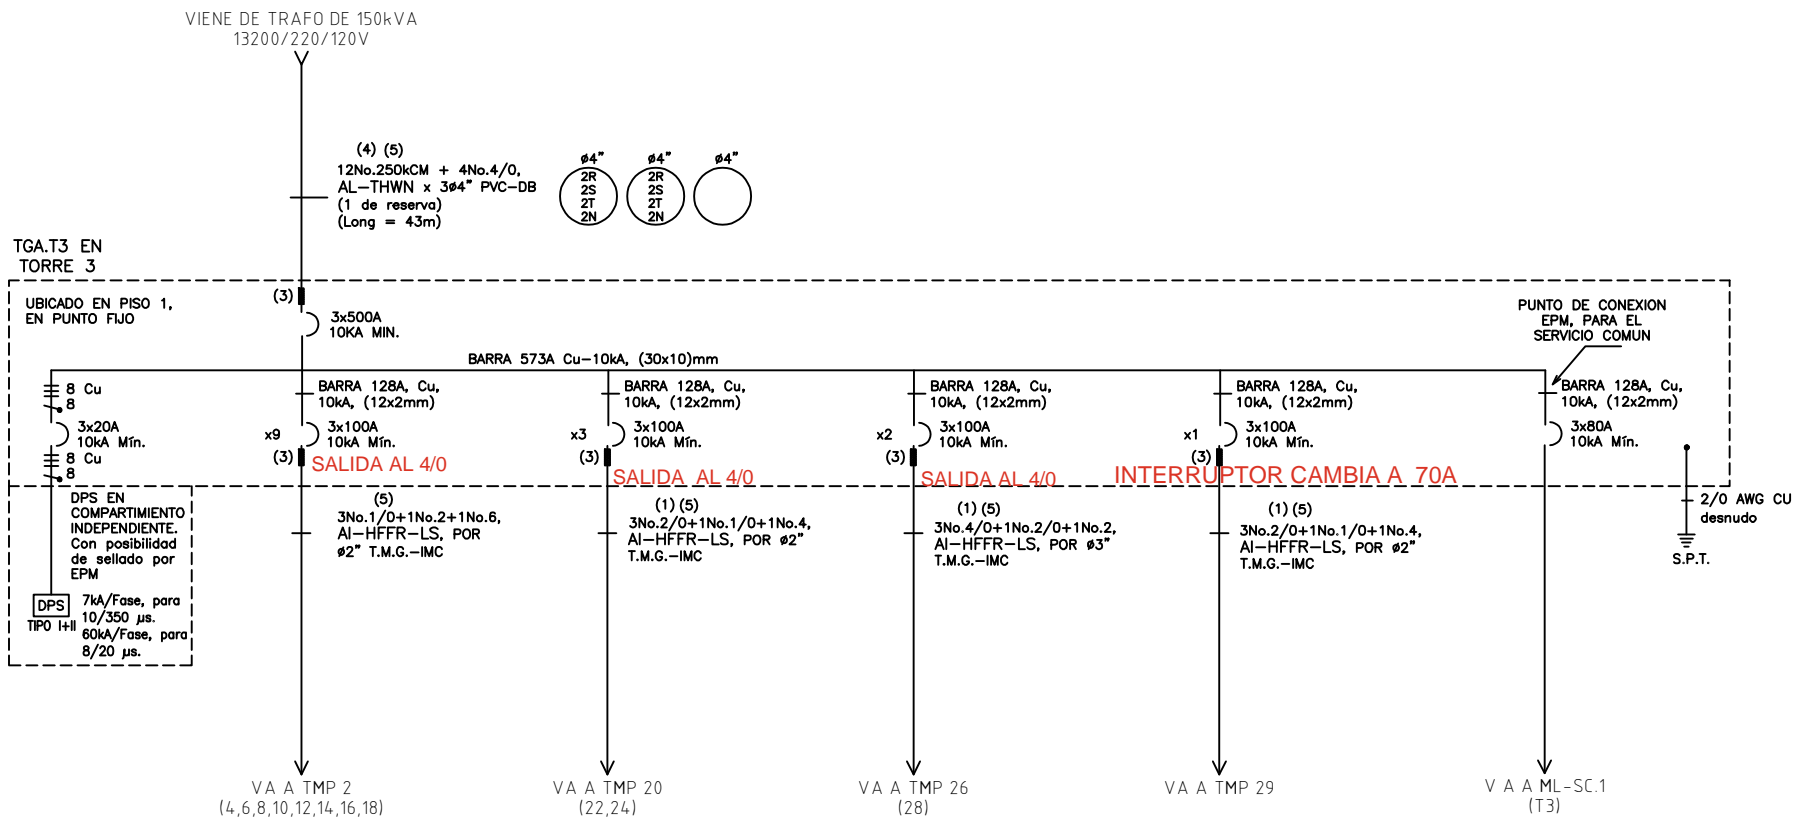 VIENE DE TRAFO DE 150kVA
13200/220/120V
(4) (5)
12No.250kCM + 4No.4/0,
AL-THWN x 3ø4" PVC-DB
(1 de reserva)
(Long = 43m)
ø4"
2R
2S
2T
2N
ø4"
2R
2S
2T
2N
ø4"
TGA.T3 EN
TORRE 3
UBICADO EN PISO 1,
EN PUNTO FIJO
(3)
3x500A
10KA MIN.
BARRA 573A Cu-10kA, (30x10)mm
PUNTO DE CONEXION
EPM, PARA EL
SERVICIO COMUN
8 Cu
8
3x20A
10kA Mín.
8 Cu
8
BARRA 128A, Cu,
10kA, (12x2mm)
x9
3x100A
10kA Mín.
(3)
SALIDA AL 4/0
BARRA 128A, Cu,
10kA, (12x2mm)
x3
3x100A
10kA Mín.
(3)
SALIDA AL 4/0
BARRA 128A, Cu,
10kA, (12x2mm)
x2
3x100A
10kA Mín.
(3)
SALIDA AL 4/0
BARRA 128A, Cu,
10kA, (12x2mm)
x1
3x100A
10kA Mín.
(3)
INTERRUPTOR CAMBIA A 70A
BARRA 128A, Cu,
10kA, (12x2mm)
3x80A
10kA Mín.
2/0 AWG CU
desnudo
S.P.T.
DPS EN
COMPARTIMIENTO
INDEPENDIENTE.
Con posibilidad
de sellado por
EPM
DPS
TIPO I+II
7kA/Fase, para
10/350 µs.
60kA/Fase, para
8/20 µs.
(5)
3No.1/0+1No.2+1No.6,
Al-HFFR-LS, POR
ø2" T.M.G.-IMC
(1) (5)
3No.2/0+1No.1/0+1No.4,
Al-HFFR-LS, POR ø2"
T.M.G.-IMC
(1) (5)
3No.4/0+1No.2/0+1No.2,
Al-HFFR-LS, POR ø3"
T.M.G.-IMC
(1) (5)
3No.2/0+1No.1/0+1No.4,
Al-HFFR-LS, POR ø2"
T.M.G.-IMC
VA A TMP 2
(4,6,8,10,12,14,16,18)
VA A TMP 20
(22,24)
VA A TMP 26
(28)
VA A TMP 29
VA A ML-SC.1
(T3)